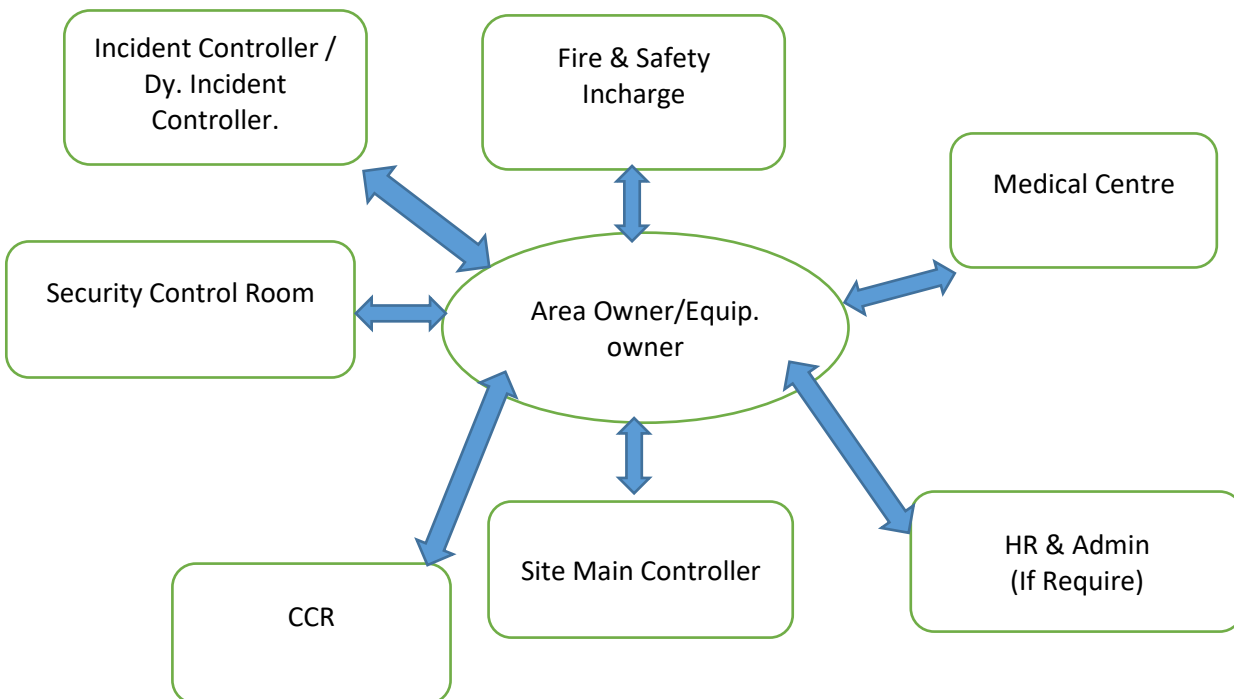 Incident Controller /
Dy. Incident
Controller.
Fire & Safety
Incharge
Medical Centre
Security Control Room
Area Owner/Equip.
owner
CCR
Site Main Controller
HR & Admin
(If Require)